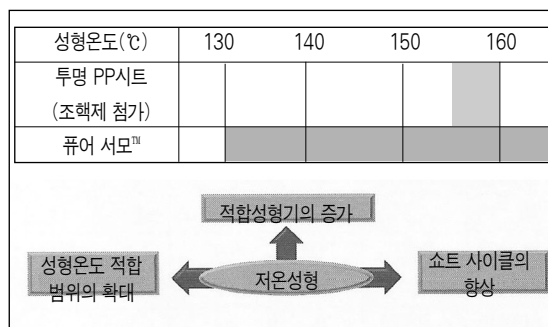 성형온도(℃) 130 140 150 160
투명 PP시트
(조핵제 첨가)
퓨어 서모™
적합성형기의 증가
성형온도 적합
범위의 확대
저온성형
쇼트 사이클의
향상